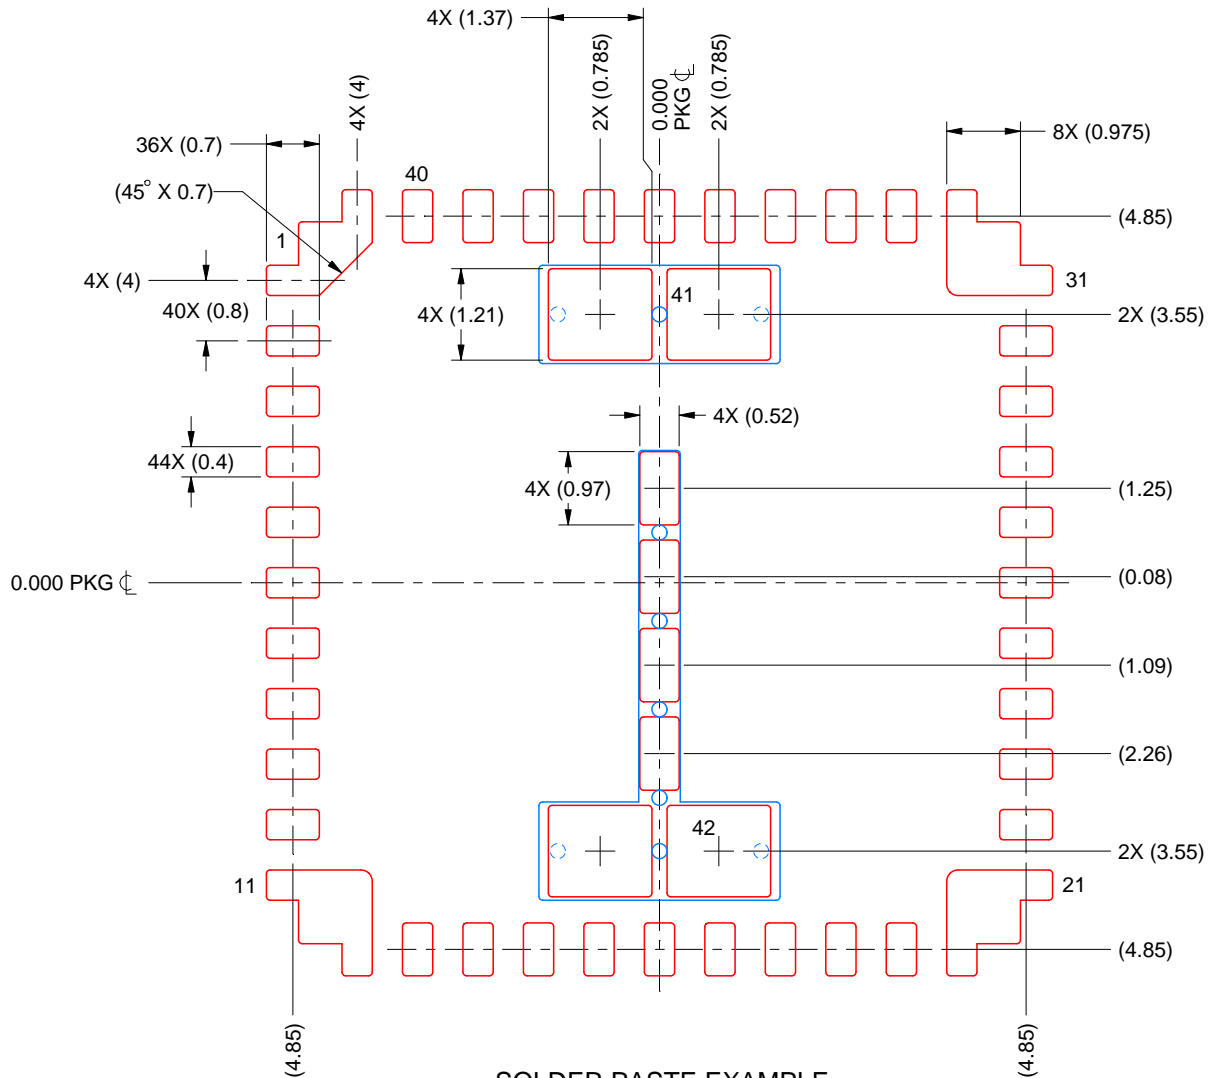 4X (1.37)
2X (0.785)
0.000
PKG ℄
2X (0.785)
4X (4)
36X (0.7)
8X (0.975)
(45° X 0.7)
40
(4.85)
1
4X (4)
31
41
40X (0.8)
4X (1.21)
2X (3.55)
4X (0.52)
44X (0.4)
4X (0.97)
(1.25)
0.000 PKG ℄
(0.08)
(1.09)
(2.26)
42
2X (3.55)
11
21
(4.85)
(4.85)
(4.85)
SOLDER PASTE EXAMPLE